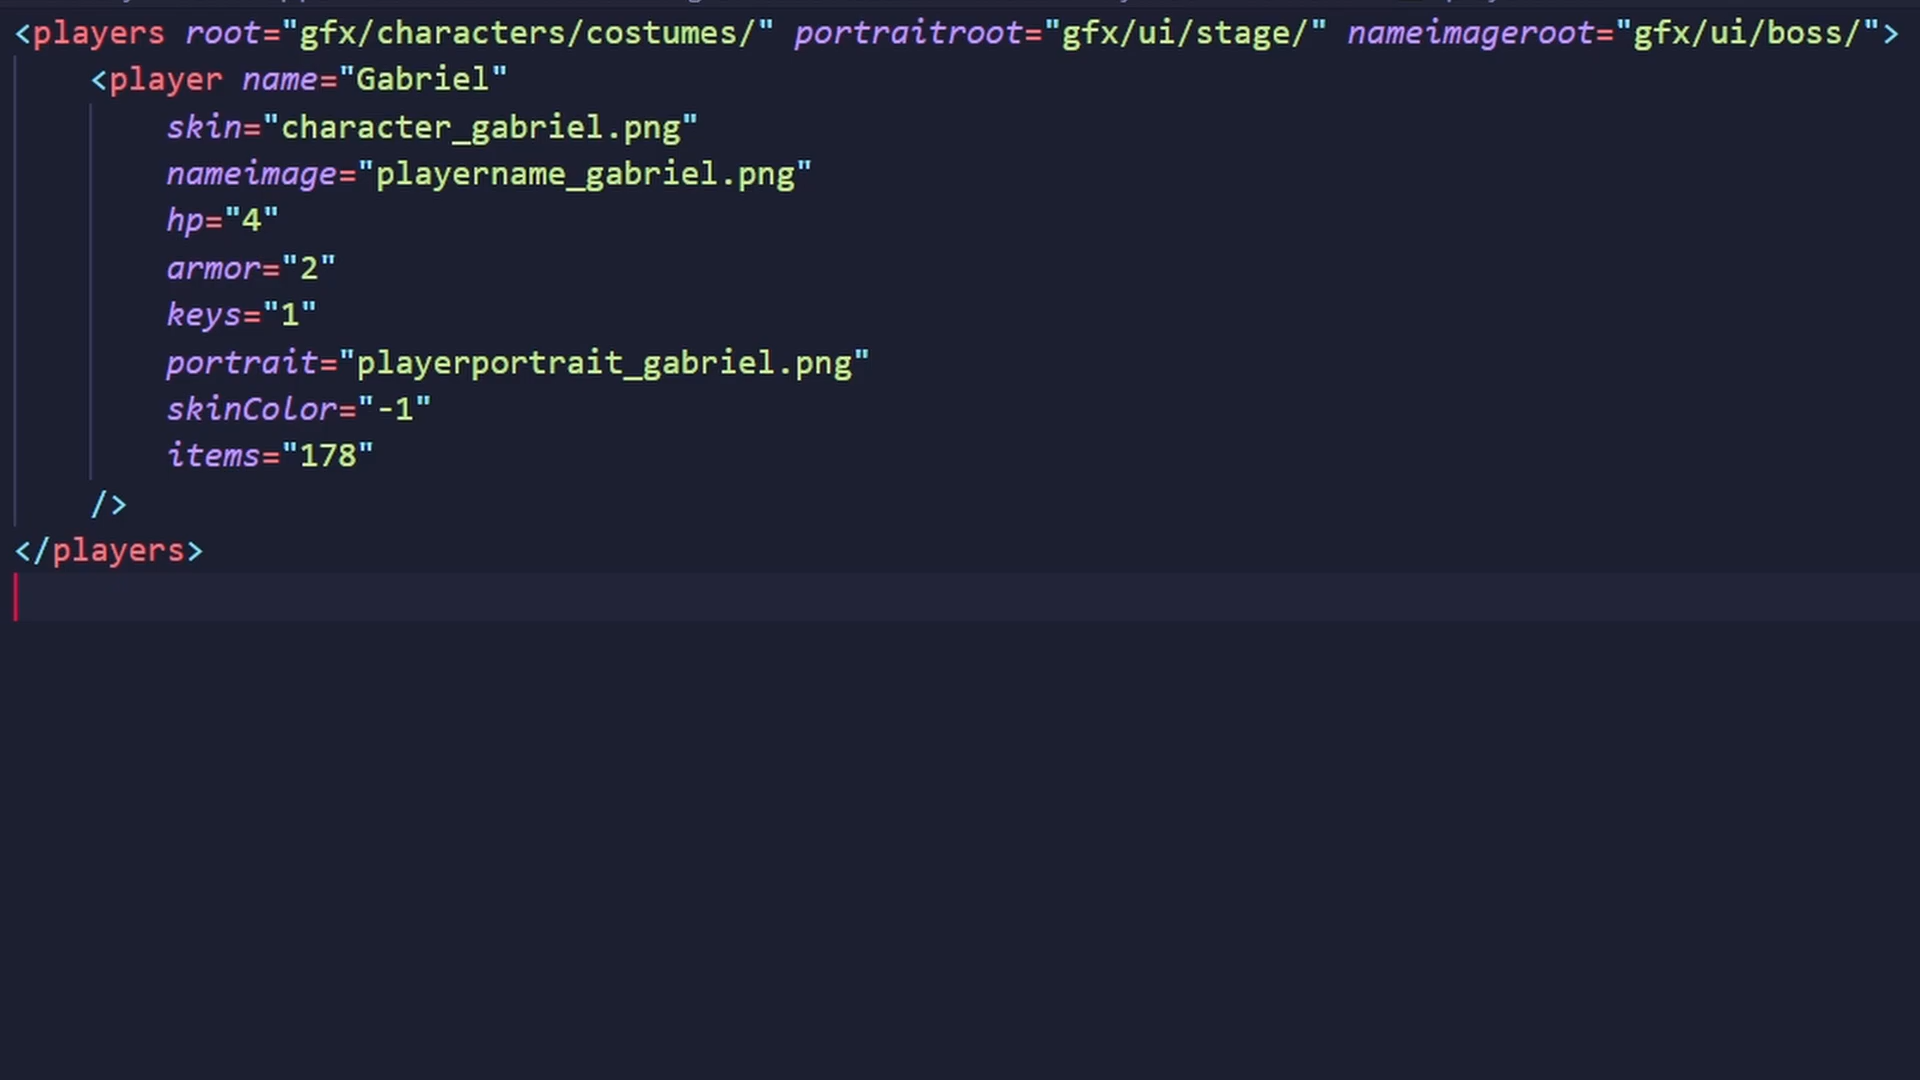 <players root="gfx/characters/costumes/" portraitroot="gfx/ui/stage/" nameimageroot="gfx/ui/boss/">
<player name="Gabriel"
skin="character_gabriel.png"
nameimage="playername_gabriel.png"
hp="4"
armor="2"
keys="1"
portrait="playerportrait_gabriel.png"
skinColor="-1"
items="178"
/>
</players>